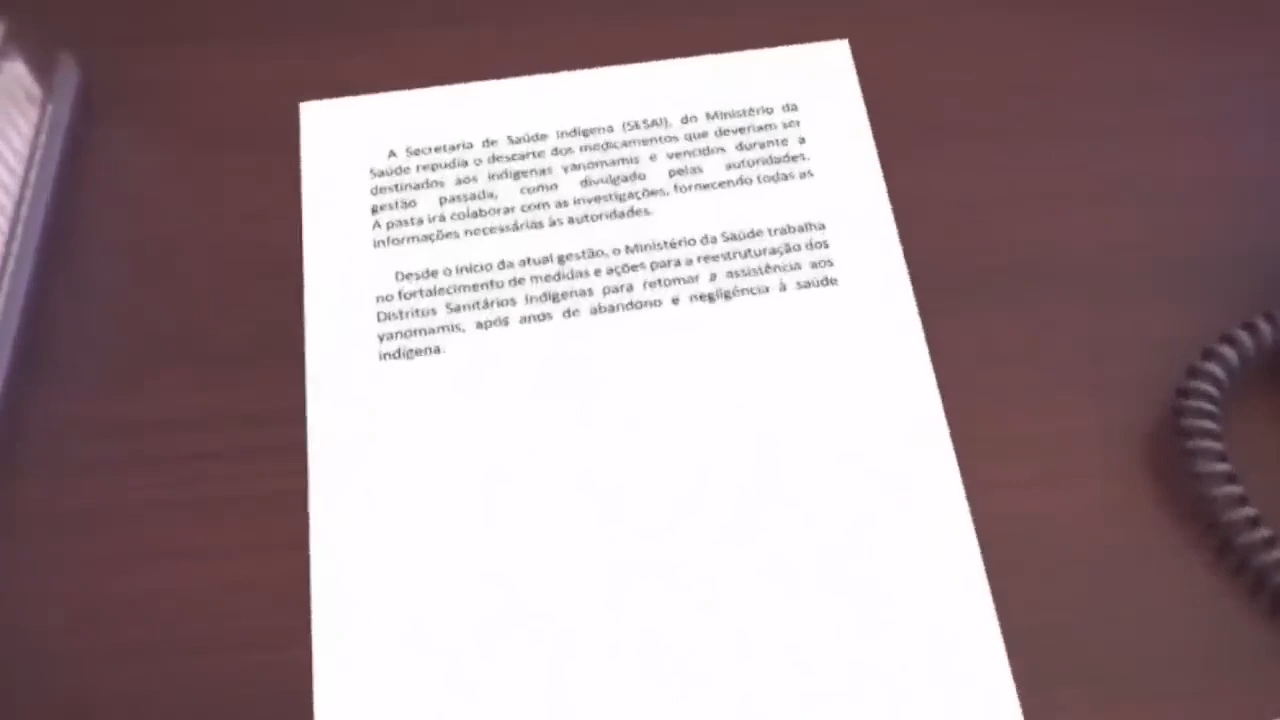 A Secretaria de Saúde Indígena (SESAI), do Ministério da
Saúde repudia o descarte dos medicamentos que deveriam ser
destinados aos indígenas yanomamis e vencidos durante a
gestão passada, como divulgado pelas autoridades.
A pasta irá colaborar com as investigações, fornecendo todas as
informações necessárias às autoridades.
Desde o início da atual gestão, o Ministério da Saúde trabalha
no fortalecimento de medidas e ações para a reestruturação dos
Distritos Sanitários Indígenas para retomar a assistência aos
yanomamis, após anos de abandono e negligência à saúde
indígena.